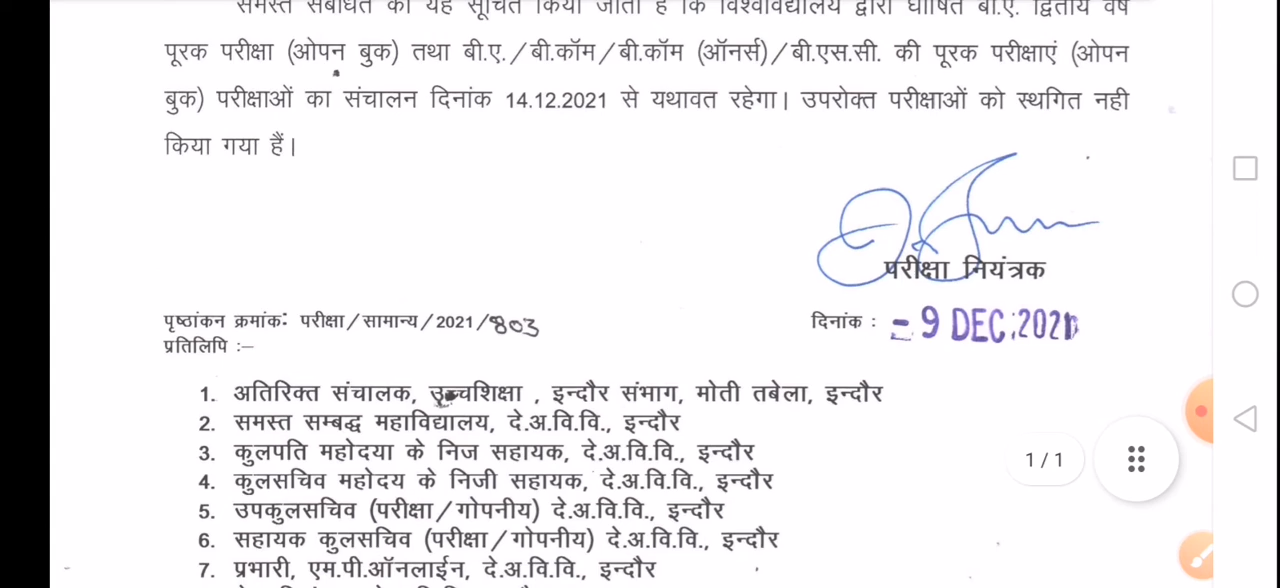 समस्त संबंधित को यह सूचित किया जाता है कि विश्वविद्यालय द्वारा घोषित बी.ए. द्वितीय वर्ष
पूरक परीक्षा (ओपन बुक) तथा बी.ए./बी.कॉम/बी.कॉम (ऑनर्स)/बी.एस.सी. की पूरक परीक्षाएं (ओपन
बुक) परीक्षाओं का संचालन दिनांक 14.12.2021 से यथावत रहेगा। उपरोक्त परीक्षाओं को स्थगित नही
किया गया हैं।
परीक्षा नियंत्रक
पृष्ठांकन क्रमांक: परीक्षा/सामान्य/2021/803
दिनांक : - 9 DEC 2021
प्रतिलिपि :–
1. अतिरिक्त संचालक, उच्चशिक्षा , इन्दौर संभाग, मोती तबेला, इन्दौर
2. समस्त सम्बद्ध महाविद्यालय, दे.अ.वि.वि., इन्दौर
3. कुलपति महोदया के निज सहायक, दे.अ.वि.वि., इन्दौर
4. कुलसचिव महोदय के निजी सहायक, दे.अ.वि.वि., इन्दौर
5. उपकुलसचिव (परीक्षा/गोपनीय) दे.अ.वि.वि., इन्दौर
6. सहायक कुलसचिव (परीक्षा/गोपनीय) दे.अ.वि.वि., इन्दौर
7. प्रभारी, एम.पी.ऑनलाईन, दे.अ.वि.वि., इन्दौर
1 / 1